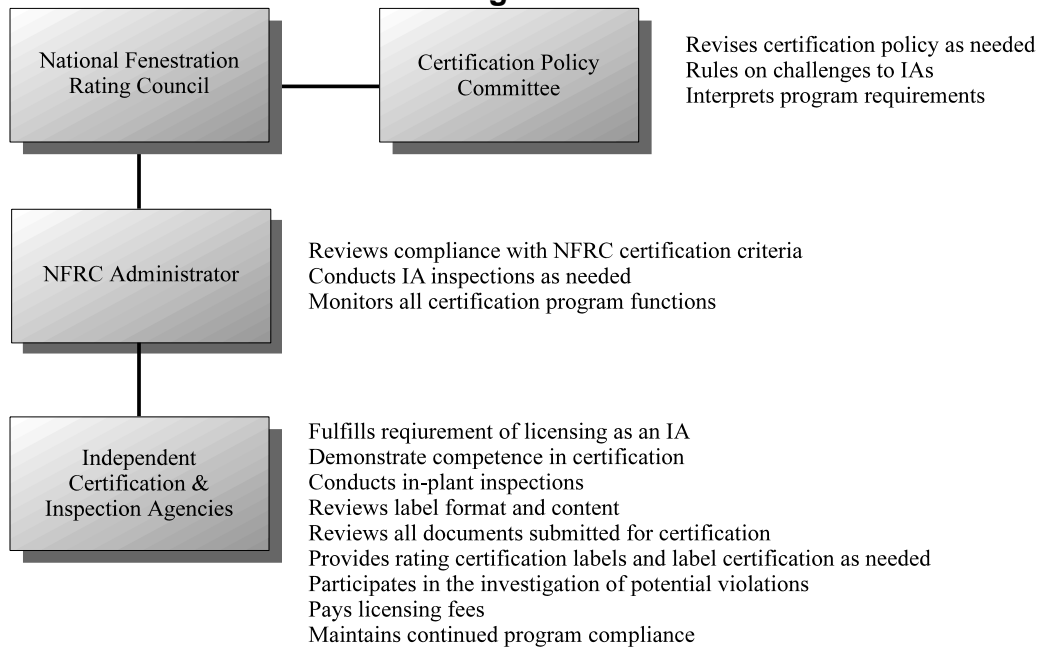 National Fenestration
Rating Council
Certification Policy
Committee
Revises certification policy as needed
Rules on challenges to IAs
Interprets program requirements
NFRC Administrator
Reviews compliance with NFRC certification criteria
Conducts IA inspections as needed
Monitors all certification program functions
Independent
Certification &
Inspection Agencies
Fulfills reqiurement of licensing as an IA
Demonstrate competence in certification
Conducts in-plant inspections
Reviews label format and content
Reviews all documents submitted for certification
Provides rating certification labels and label certification as needed
Participates in the investigation of potential violations
Pays licensing fees
Maintains continued program compliance